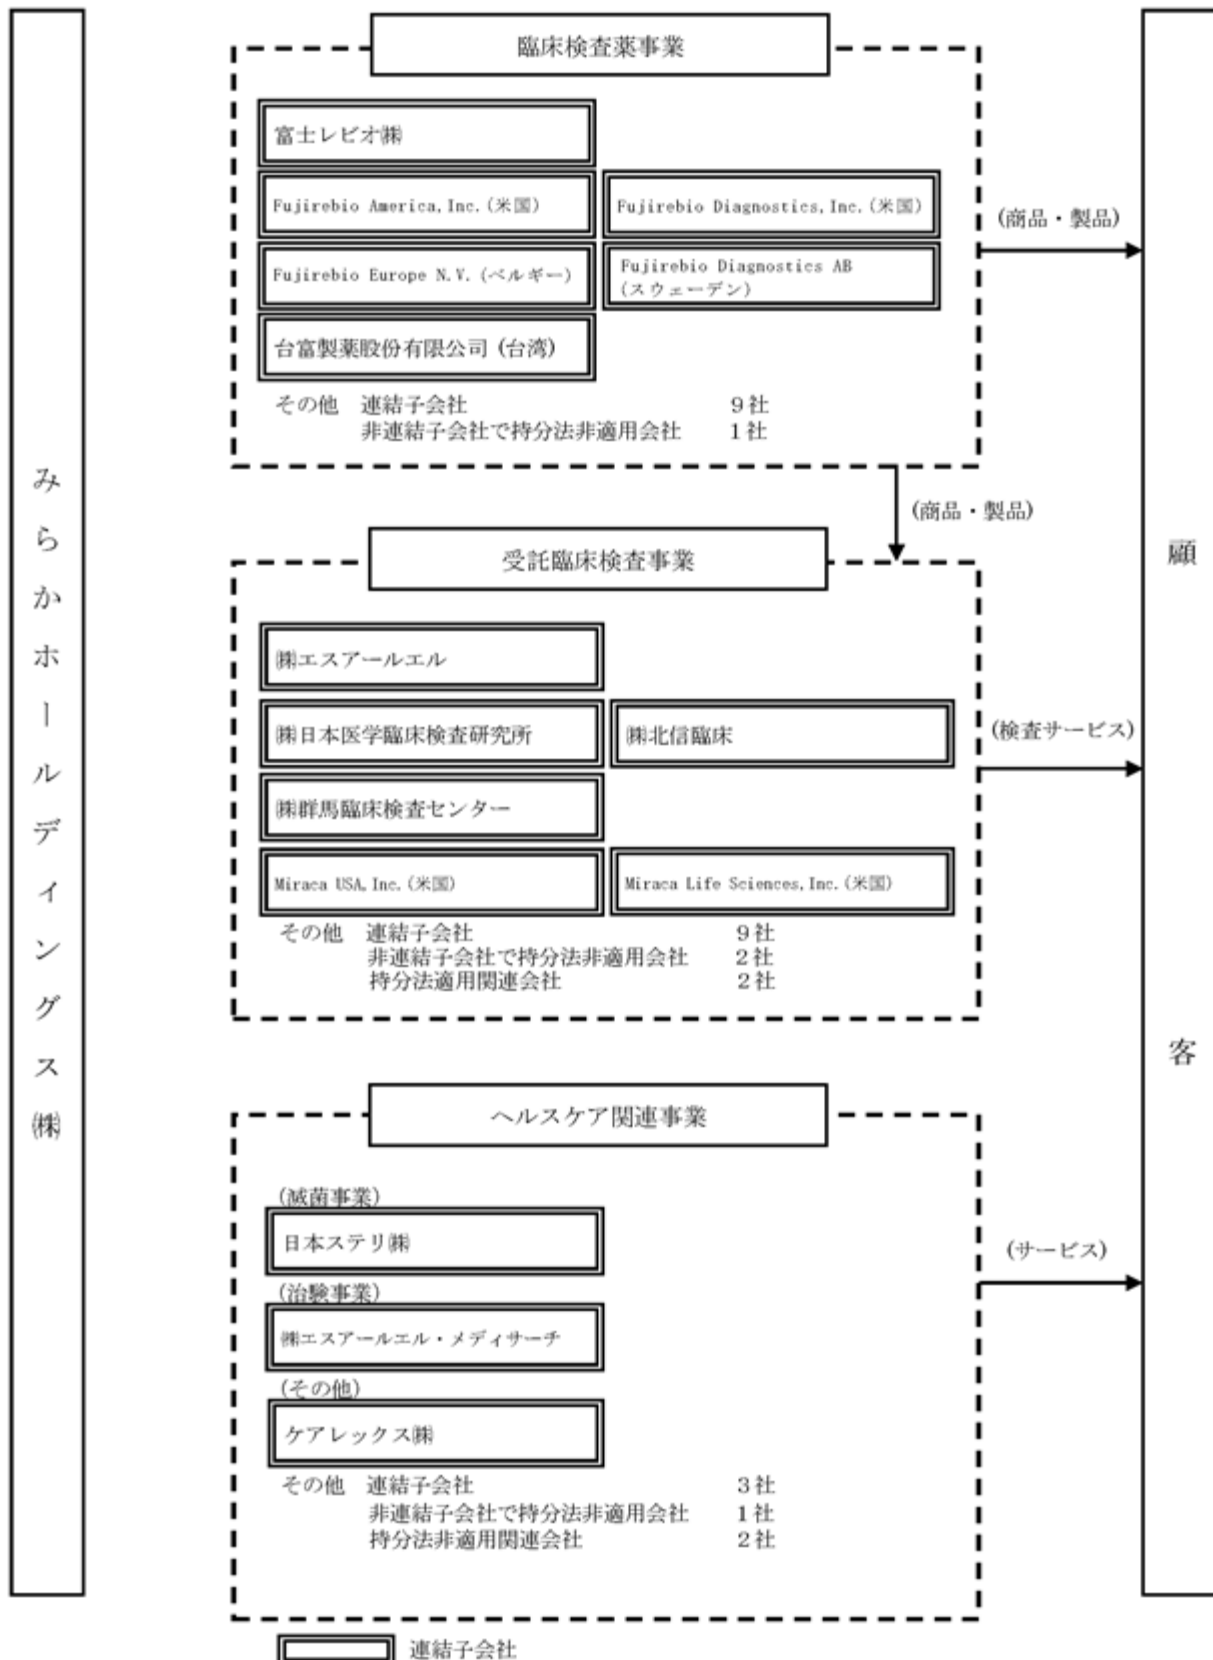 みらかホールディングス㈱
臨床検査薬事業
富士レビオ㈱
Fujirebio America,Inc.(米国)
Fujirebio Diagnostics,Inc.(米国)
Fujirebio Europe N.V.(ベルギー)
Fujirebio Diagnostics AB
(スウェーデン)
台富製薬股份有限公司 (台湾)
その他 連結子会社 9社
非連結子会社で持分法非適用会社 1社
(商品・製品)
(商品・製品)
受託臨床検査事業
㈱エスアールエル
㈱日本医学臨床検査研究所
㈱北信臨床
㈱群馬臨床検査センター
Miraca USA,Inc.(米国)
Miraca Life Sciences,Inc.(米国)
その他 連結子会社 9社
非連結子会社で持分法非適用会社 2社
持分法適用関連会社 2社
(検査サービス)
ヘルスケア関連事業
(滅菌事業)
日本ステリ㈱
(治験事業)
㈱エスアールエル・メディサーチ
(その他)
ケアレックス㈱
その他 連結子会社 3社
非連結子会社で持分法非適用会社 1社
持分法非適用関連会社 2社
(サービス)
顧客
連結子会社